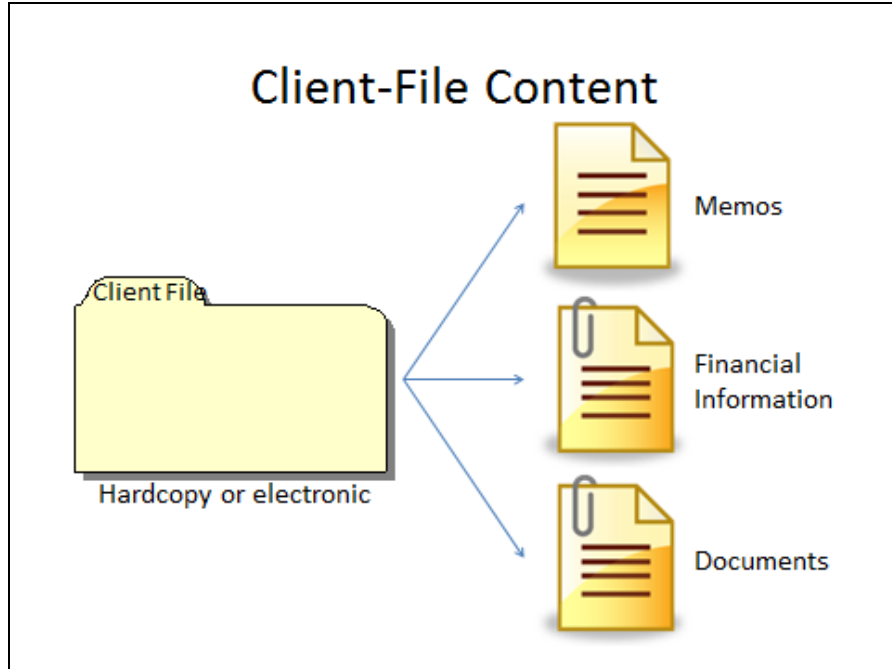 Client-File Content
Memos
Client File
Financial
Information
Hardcopy or electronic
Documents